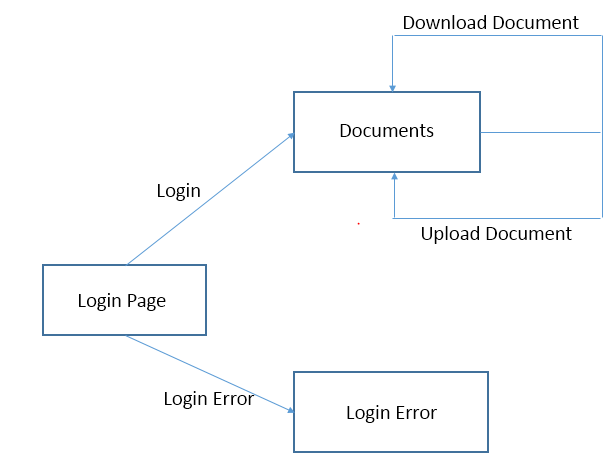 Download Document
Documents
Login
Upload Document
Login Page
Login Error
Login Error